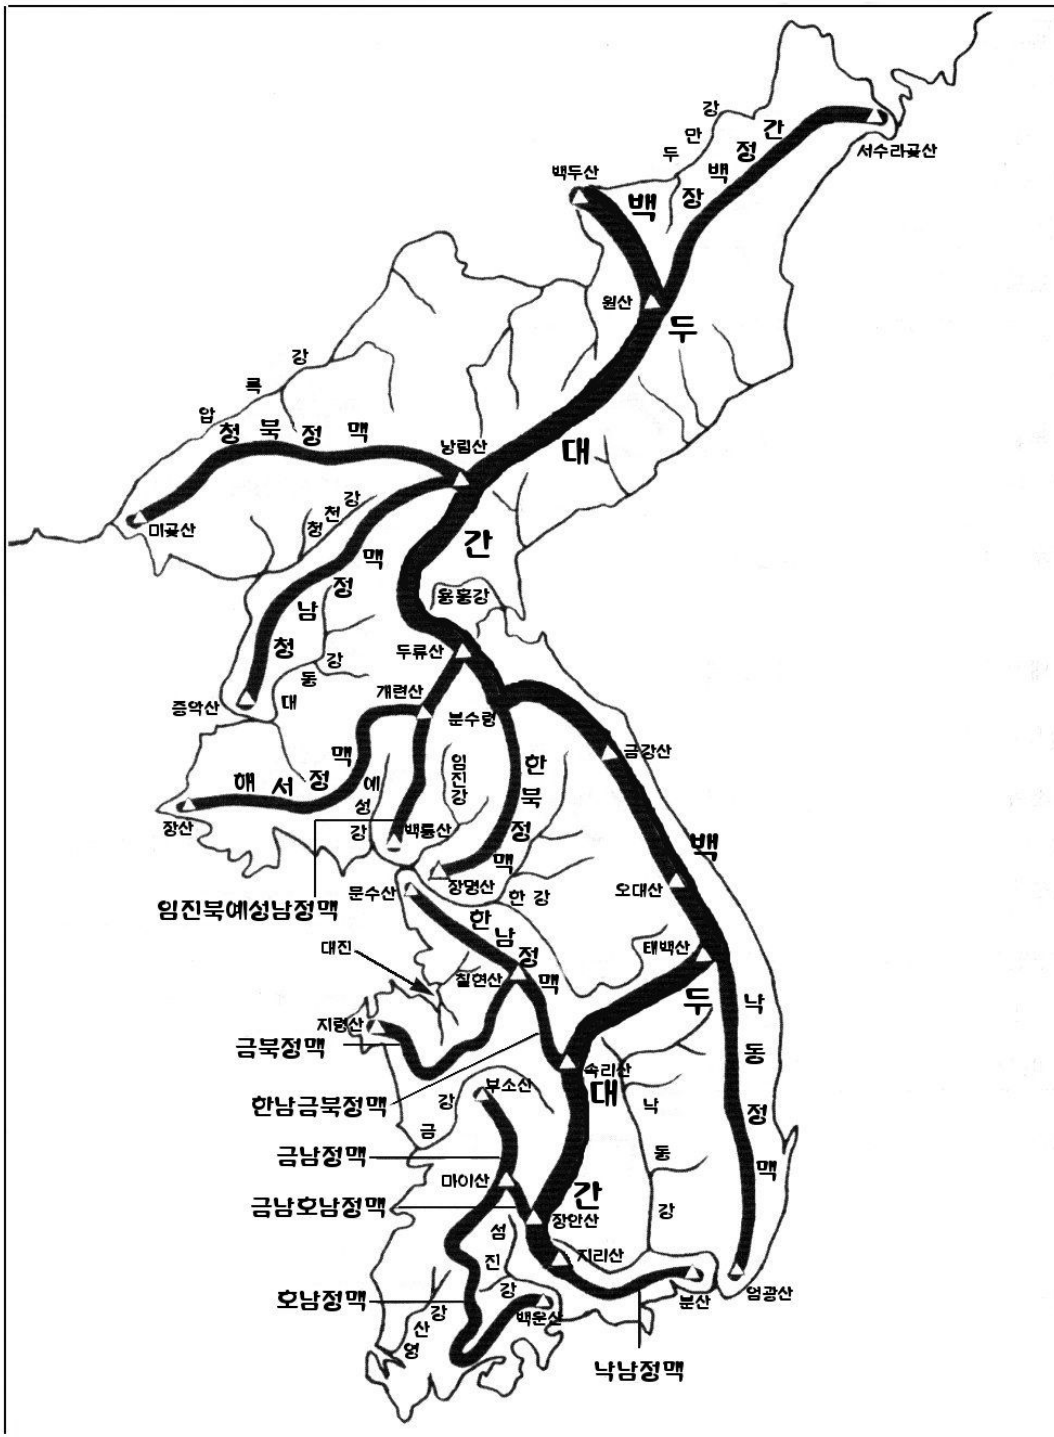 서수라곶산
두만강
장백정간
백두산
백두대간
원산
압록강
청북정맥
낭림산
미곶산
청천강
청남정맥
용흥강
두류산
대동강
개련산
증악산
분수령
금강산
해서정맥
임진강
한북정맥
예성강
장산
백룡산
백두대간
장명산
오대산
문수산
한강
임진북예성남정맥
한남정맥
태백산
대진
칠현산
낙동정맥
지령산
금북정맥
속리산
부소산
한남금북정맥
금강
낙동강
금남정맥
마이산
금남호남정맥
장안산
섬진강
지리산
분산
엄광산
호남정맥
백운산
영산강
낙남정맥